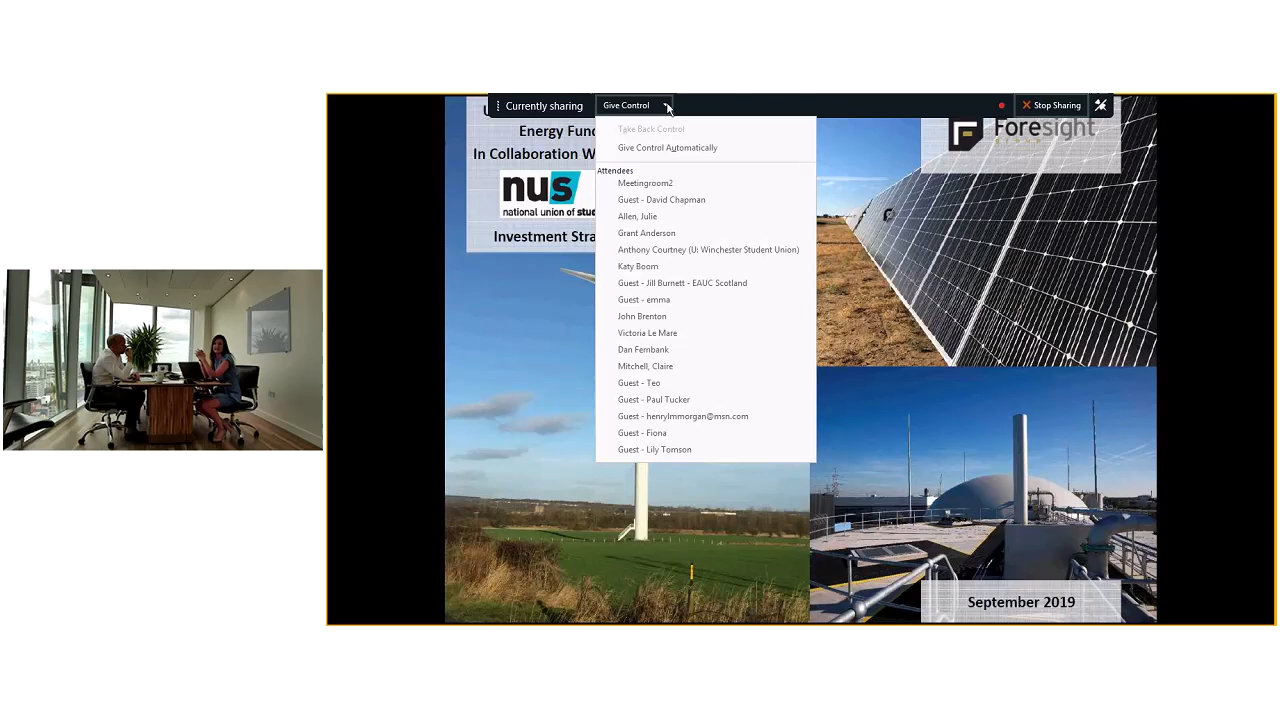 Currently sharing
Give Control
Stop Sharing
Take Back Control
Give Control Automatically
Attendees
Meetingroom2
Guest - David Chapman
Allen, Julie
Grant Anderson
Anthony Courtney (U: Winchester Student Union)
Katy Boom
Guest - Jill Burnett - EAUC Scotland
Guest - emma
John Brenton
Victoria Le Mare
Dan Fernbank
Mitchell, Claire
Guest - Teo
Guest - Paul Tucker
Guest - henrylmmorgan@msn.com
Guest - Fiona
Guest - Lily Tomson
Energy Fund
In Collaboration W
nus
national union of stud
Investment Stra
Foresight
September 2019